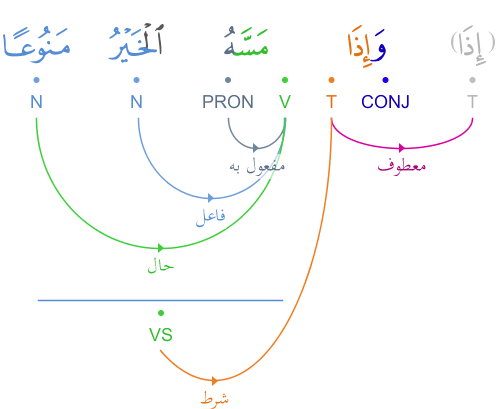 (إِذَا) وَإِذَا مَسَّهُ ٱلْخَيْرُ مَنُوعًا
N N PRON V T CONJ T
مفعول به معطوف
فاعل
حال
VS
شرط